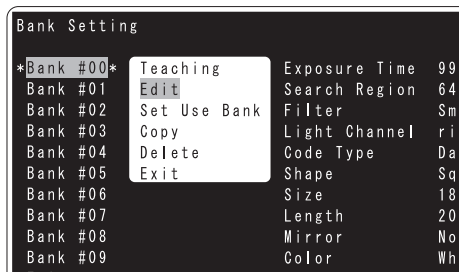 Bank Setting
*Bank #00* Teaching Exposure Time 99
Bank #01 Edit Search Region 64
Bank #02 Set Use Bank Filter Sm
Bank #03 Copy Light Channel ri
Bank #04 Delete Code Type Da
Bank #05 Exit Shape Sq
Bank #06 Size 18
Bank #07 Length 20
Bank #08 Mirror No
Bank #09 Color Wh